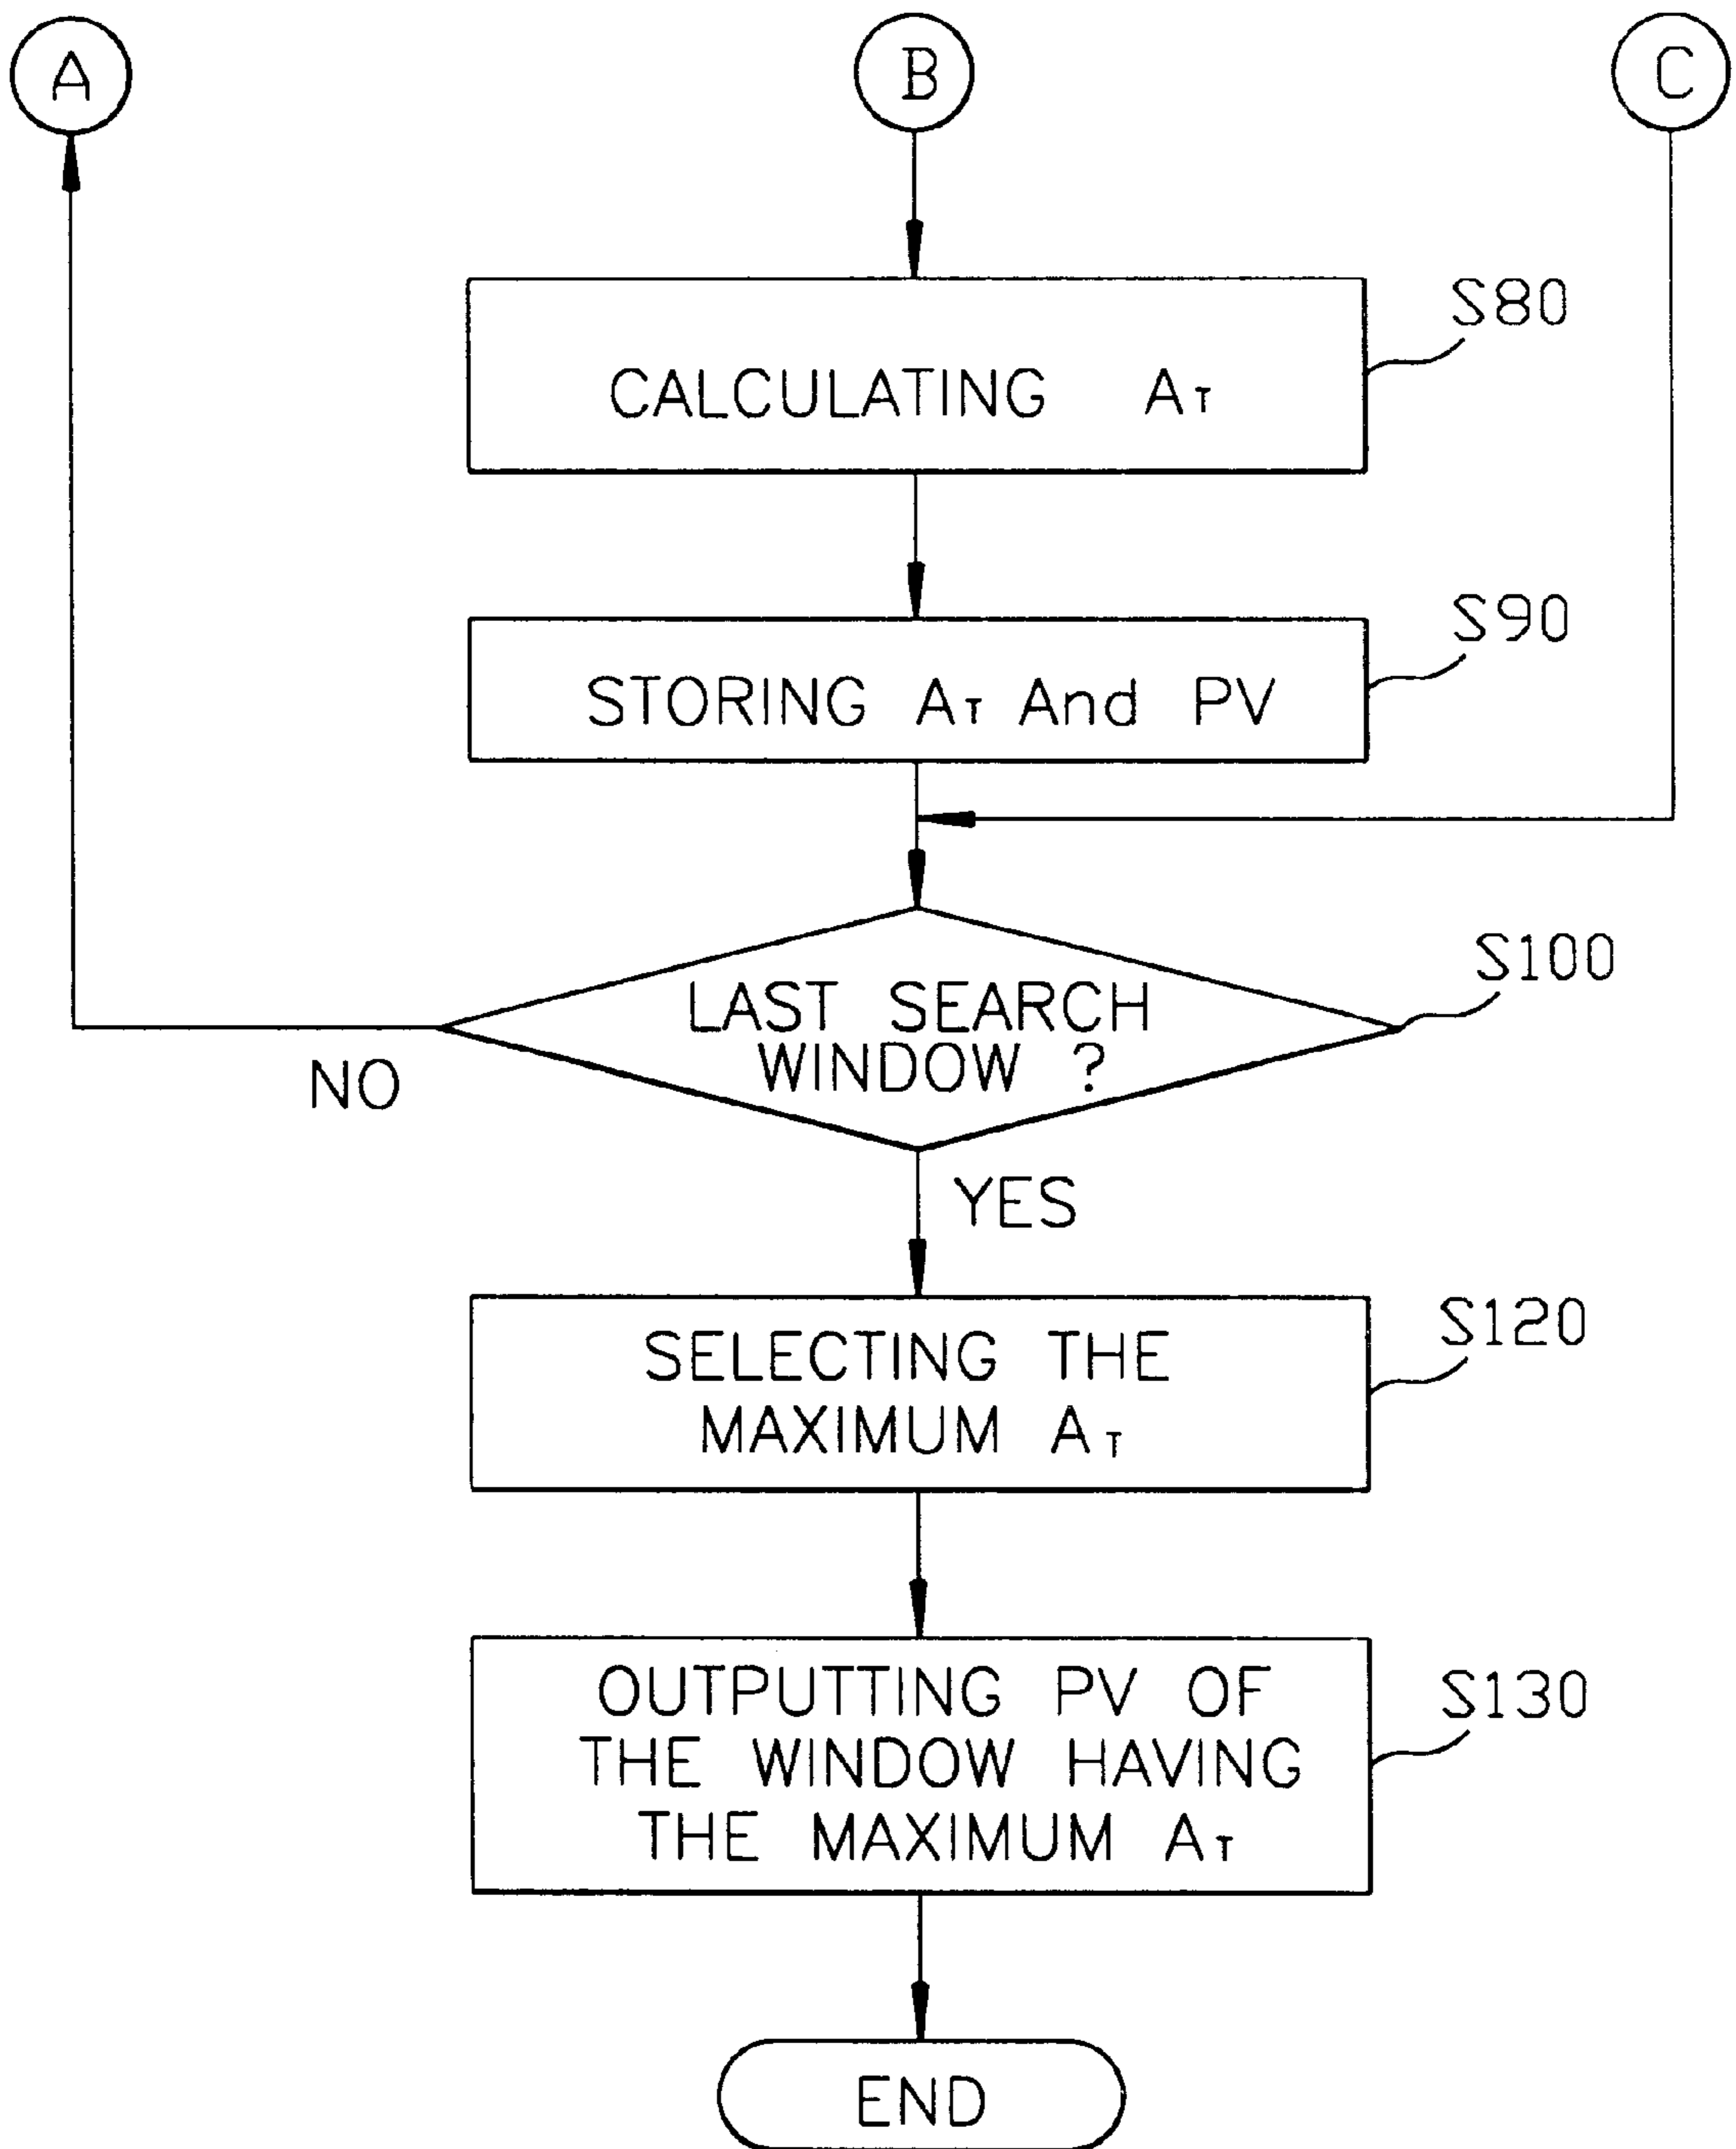 A
B
C
S80
CALCULATING AT
S90
STORING AT And PV
S100
LAST SEARCH
WINDOW ?
NO
YES
S120
SELECTING THE
MAXIMUM AT
S130
OUTPUTTING PV OF
THE WINDOW HAVING
THE MAXIMUM AT
END